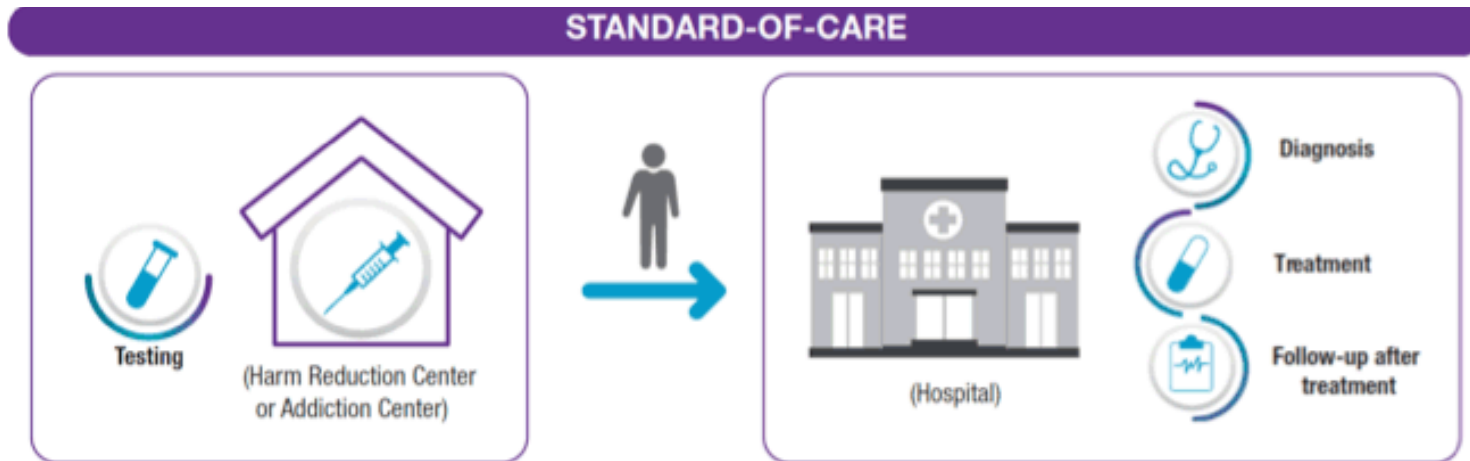 STANDARD-OF-CARE
Testing
(Harm Reduction Center
or Addiction Center)
(Hospital)
Diagnosis
Treatment
Follow-up after
treatment